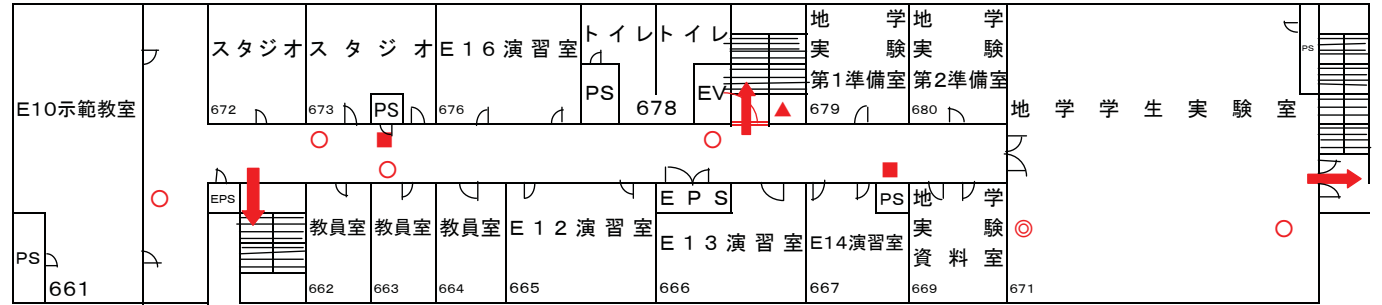 スタジオ
672
スタジオ
673
PS
E16演習室
676
トイレ
PS
トイレ
678
EV
地学
実験
第1準備室
679
地学
実験
第2準備室
680
PS
E10示範教室
PS
661
地学学生実験室
671
EPS
教員室
662
教員室
663
教員室
664
E12演習室
665
EPS
E13演習室
666
E14演習室
667
PS
地学
実験
資料室
669